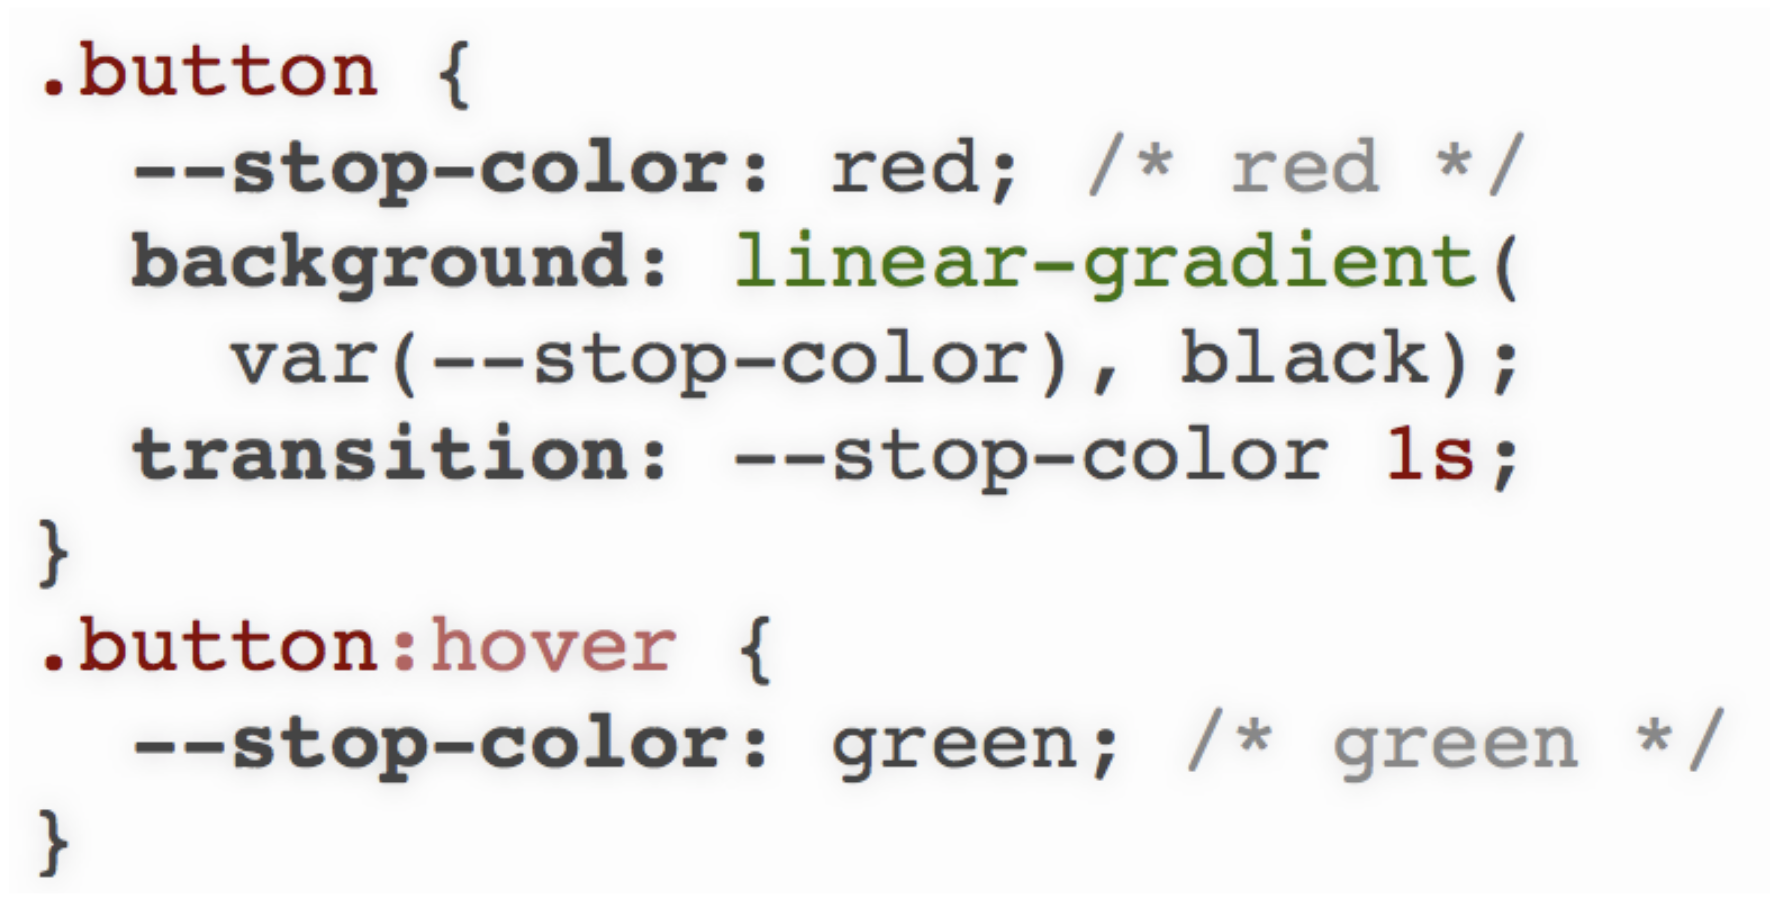 .button {
  --stop-color: red; /* red */
  background: linear-gradient(
    var(--stop-color), black);
  transition: --stop-color 1s;
}
.button:hover {
  --stop-color: green; /* green */
}